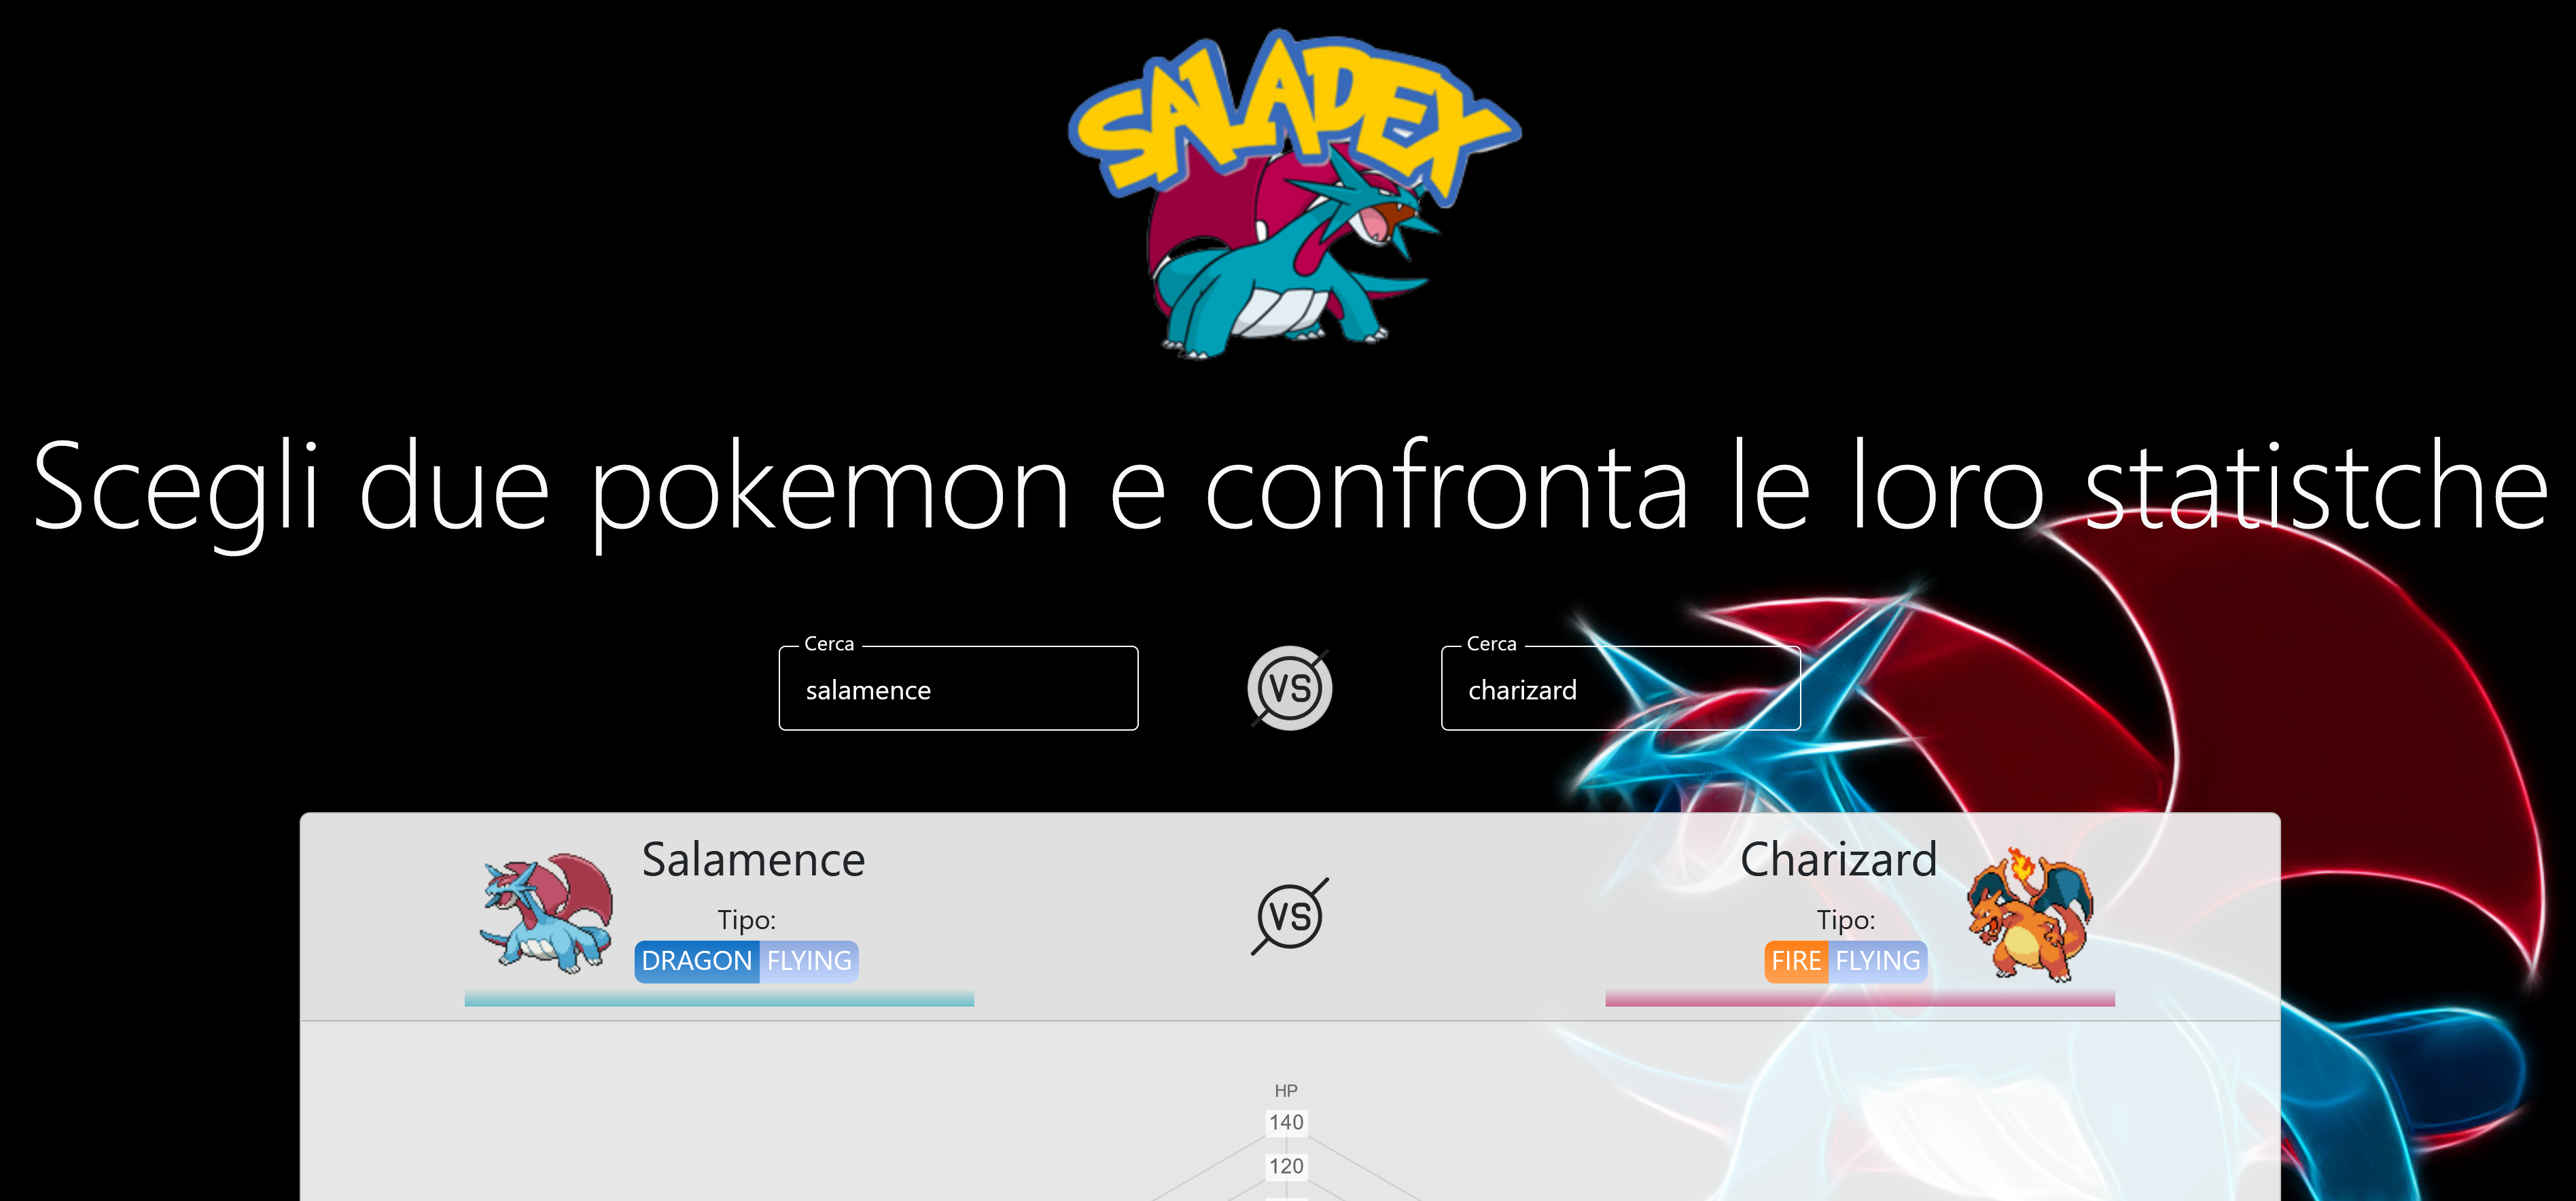 SALADEX
Scegli due pokemon e confronta le loro statistche
Cerca
salamence
VS
Cerca
charizard
Salamence
Tipo:
DRAGON FLYING
VS
Charizard
Tipo:
FIRE FLYING
HP
140
120